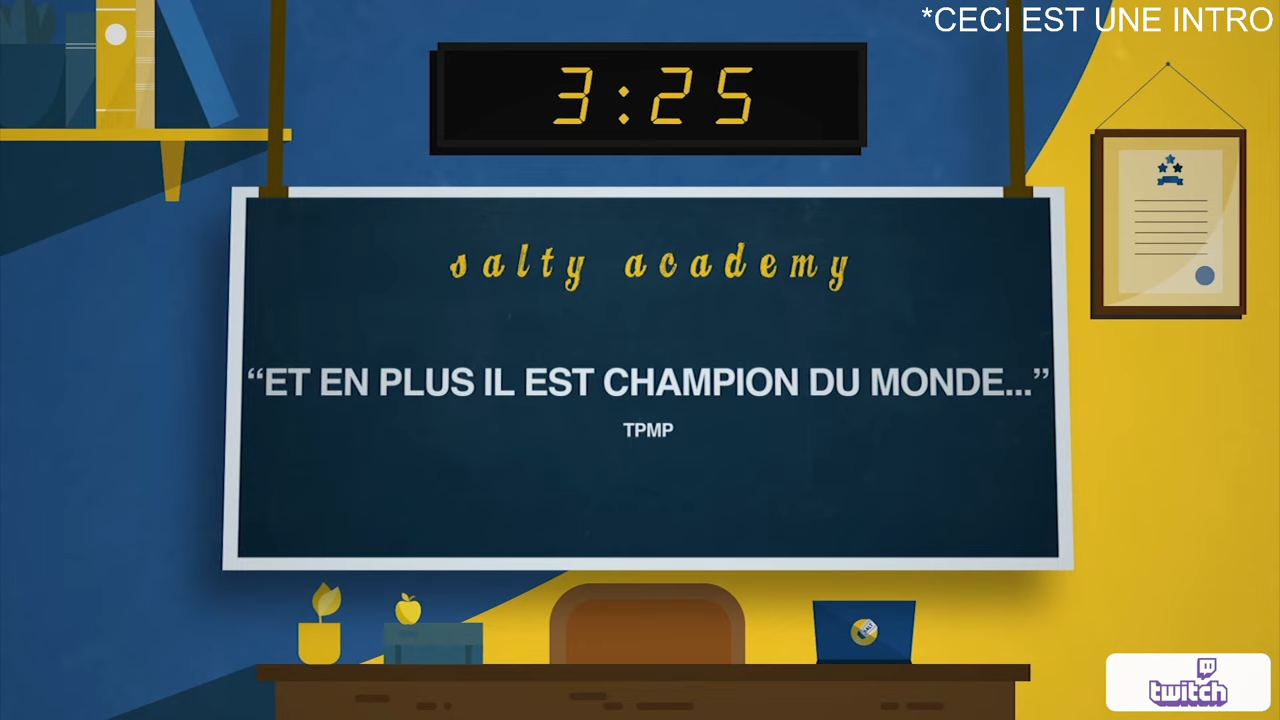 *CECI EST UNE INTRO
3:25
salty academy
“ET EN PLUS IL EST CHAMPION DU MONDE...”
TPMP
twitch